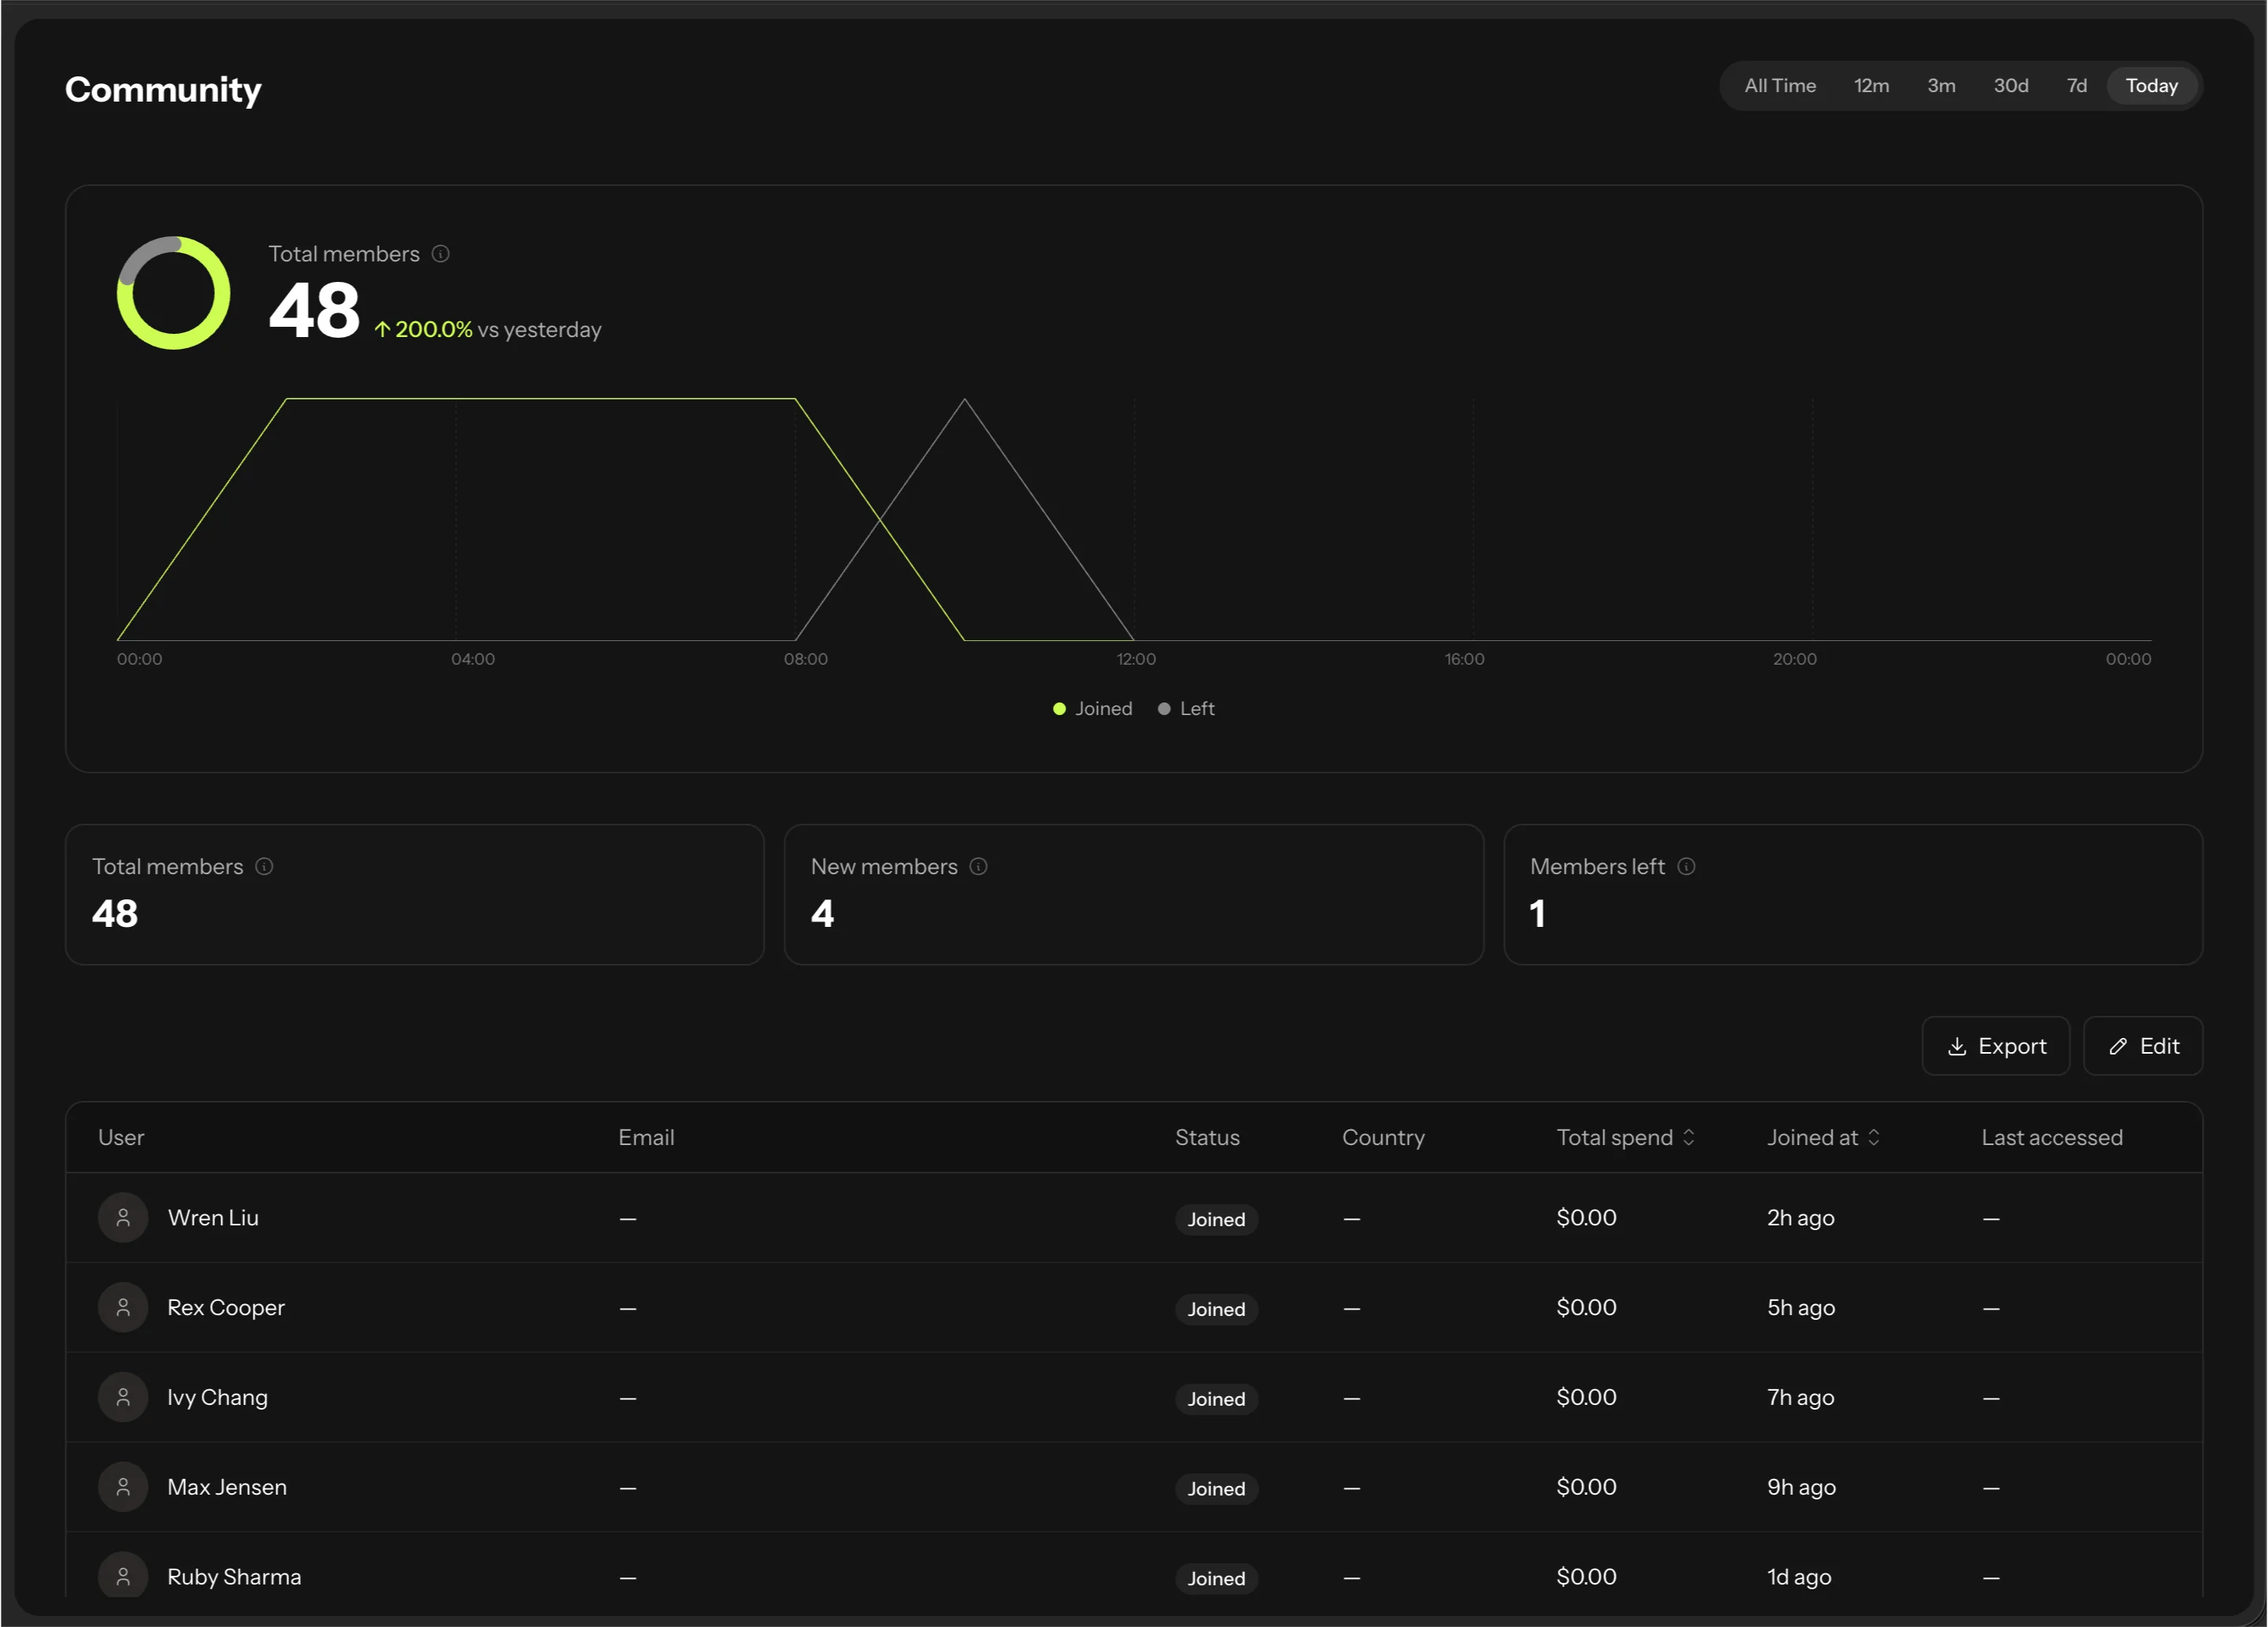 Community
All Time 12m 3m 30d 7d Today
Total members
48 ↑ 200.0% vs yesterday
00:00 04:00 08:00 12:00 16:00 20:00 00:00
Joined Left
Total members
48
New members
4
Members left
1
Export Edit
User Email Status Country Total spend Joined at Last accessed
Wren Liu — Joined — $0.00 2h ago —
Rex Cooper — Joined — $0.00 5h ago —
Ivy Chang — Joined — $0.00 7h ago —
Max Jensen — Joined — $0.00 9h ago —
Ruby Sharma — Joined — $0.00 1d ago —